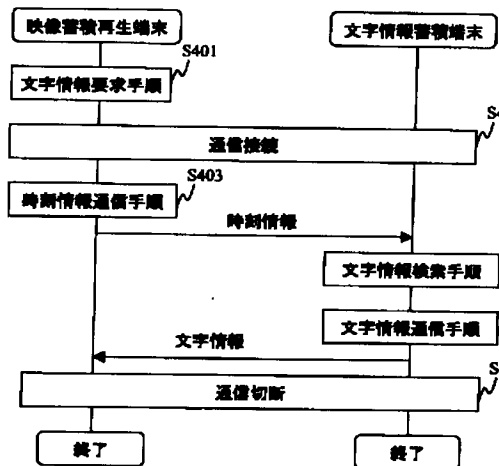 映像蓄積再生端末
文字情報蓄積端末
S401
文字情報要求手順
S4
通信接続
S403
時刻情報通信手順
時刻情報
文字情報検索手順
文字情報通信手順
文字情報
S
通信切断
終了
終了